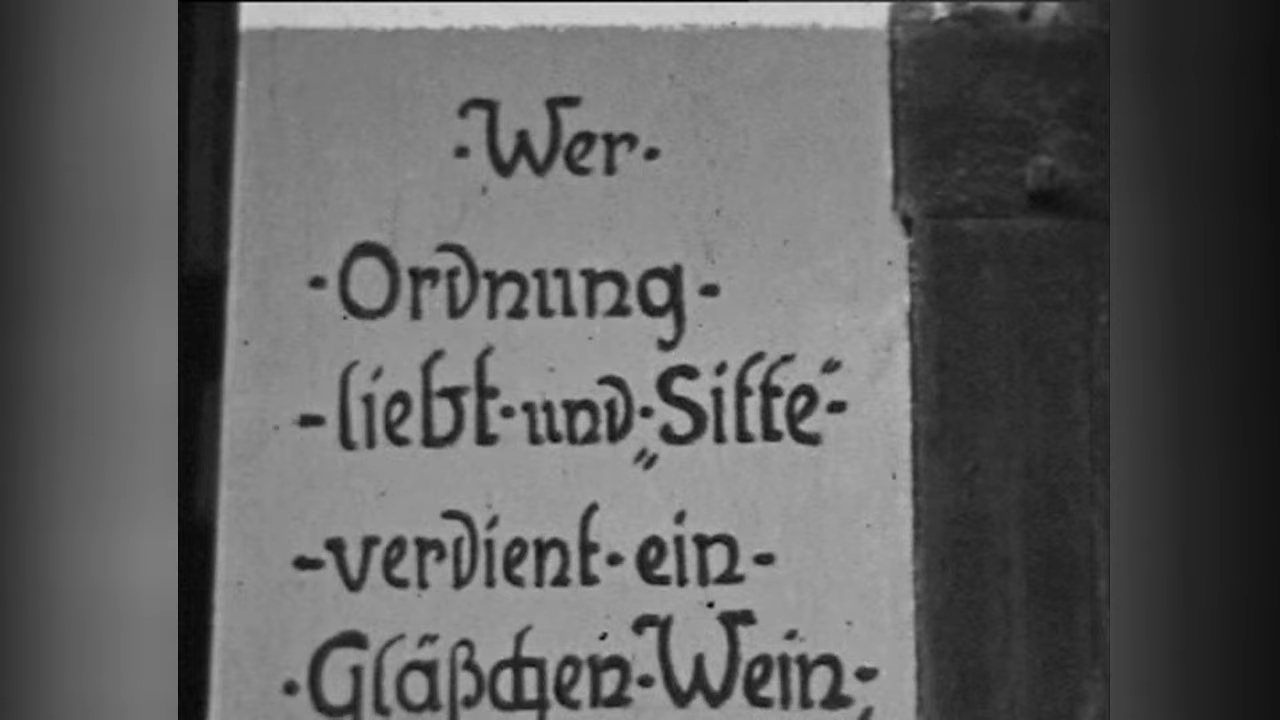 ·Wer·
·Ordnung·
-liebt·und·„Sitte“-
-verdient·ein-
·Gläßchen·Wein,-